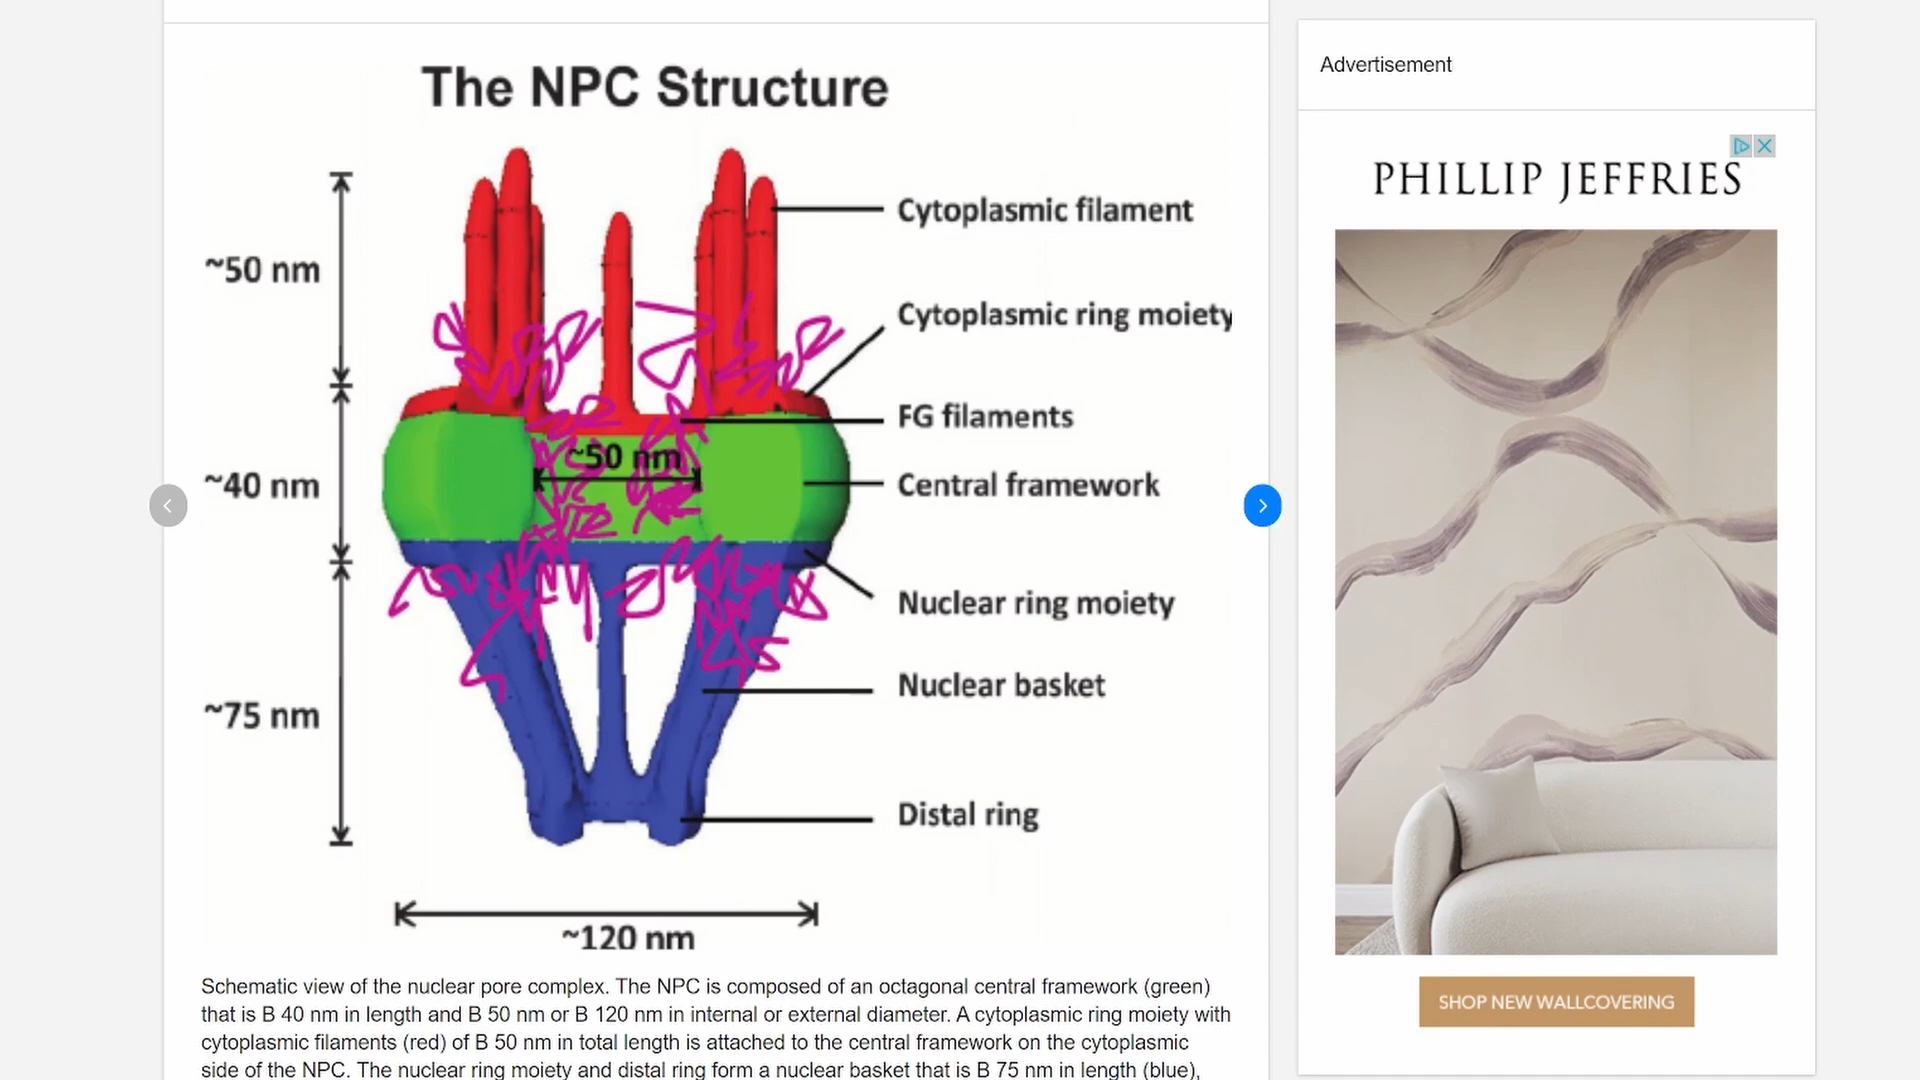 The NPC Structure
~50 nm
Cytoplasmic filament
Cytoplasmic ring moiety
FG filaments
~50 nm
~40 nm
Central framework
Nuclear ring moiety
Nuclear basket
~75 nm
Distal ring
~120 nm
Schematic view of the nuclear pore complex. The NPC is composed of an octagonal central framework (green)
that is B 40 nm in length and B 50 nm or B 120 nm in internal or external diameter. A cytoplasmic ring moiety with
cytoplasmic filaments (red) of B 50 nm in total length is attached to the central framework on the cytoplasmic
side of the NPC. The nuclear ring moiety and distal ring form a nuclear basket that is B 75 nm in length (blue),
Advertisement
PHILLIP JEFFRIES
SHOP NEW WALLCOVERING